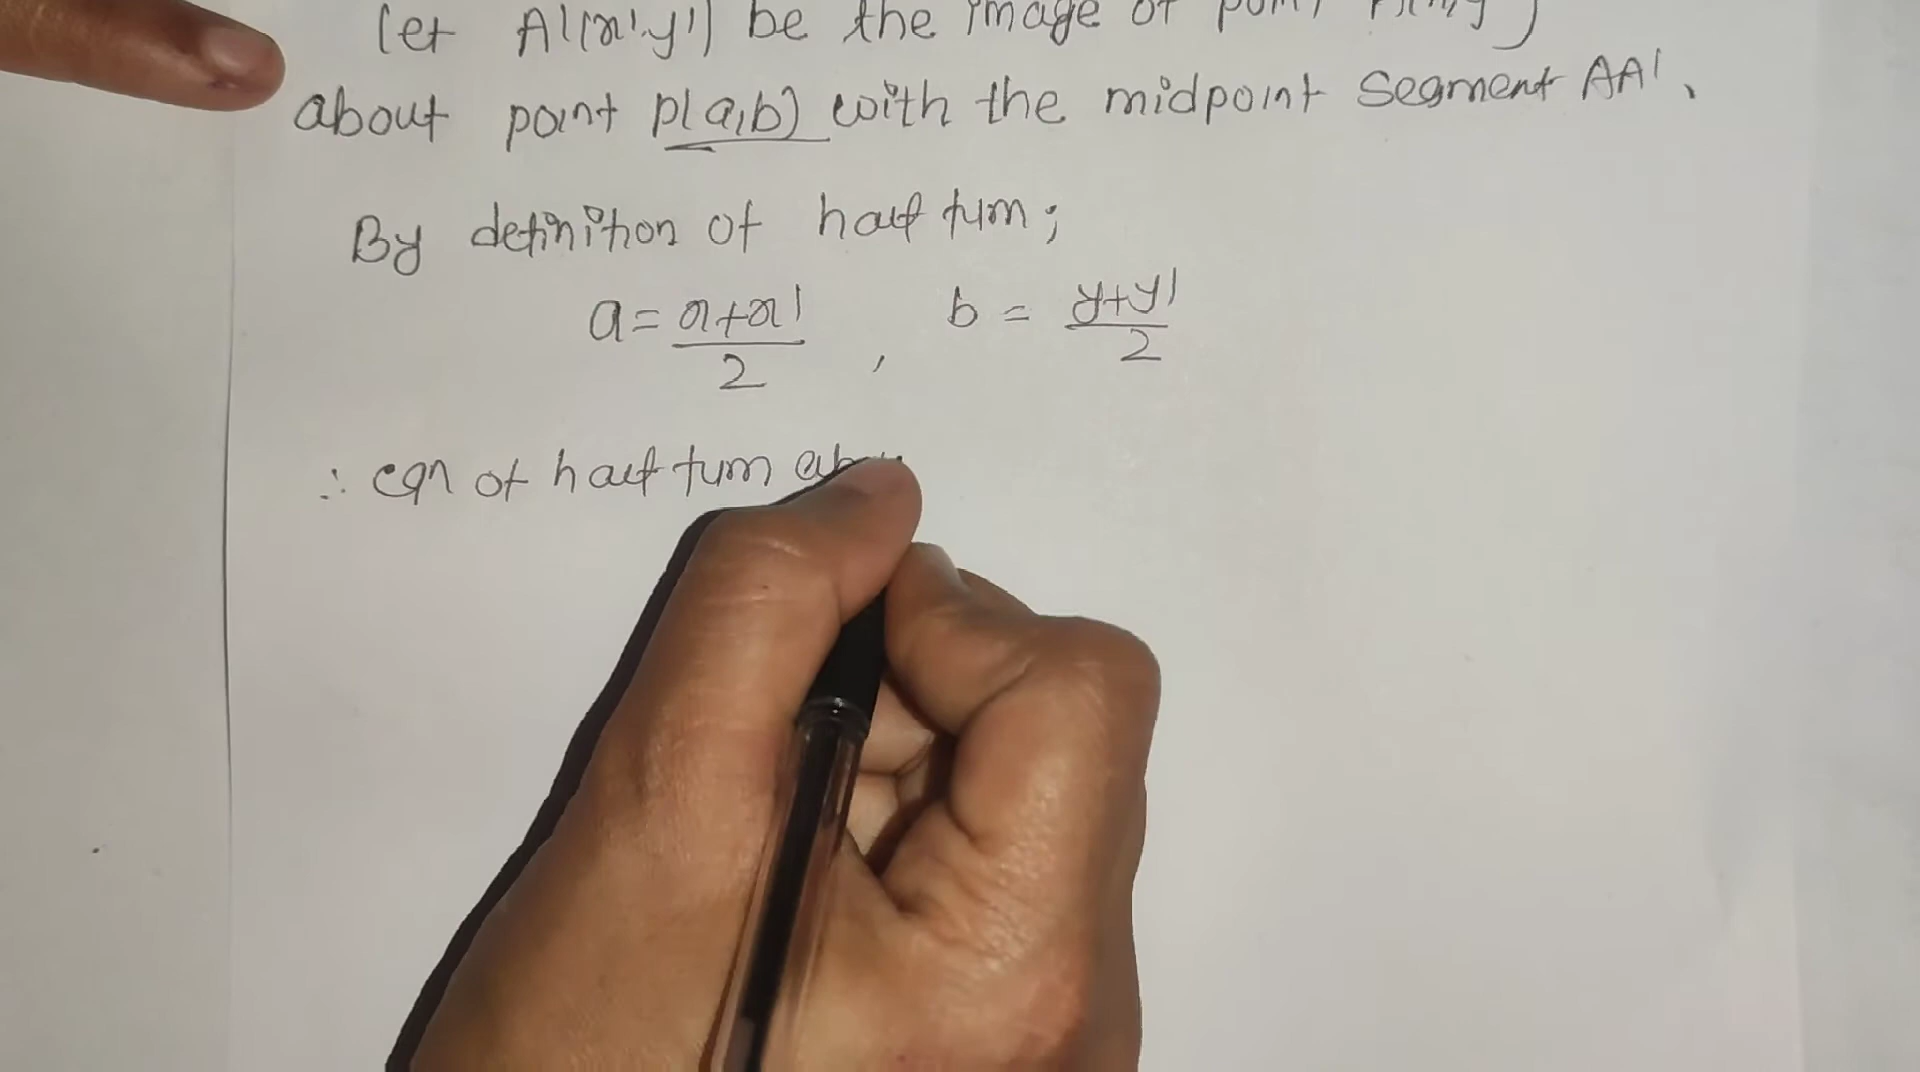 let A'(x'y') be the image of point
about point P(a,b) with the midpoint segment AA'.
By definition of half turn;
a = x+x'/2 , b = y+y'/2
∴ eqn of half turn